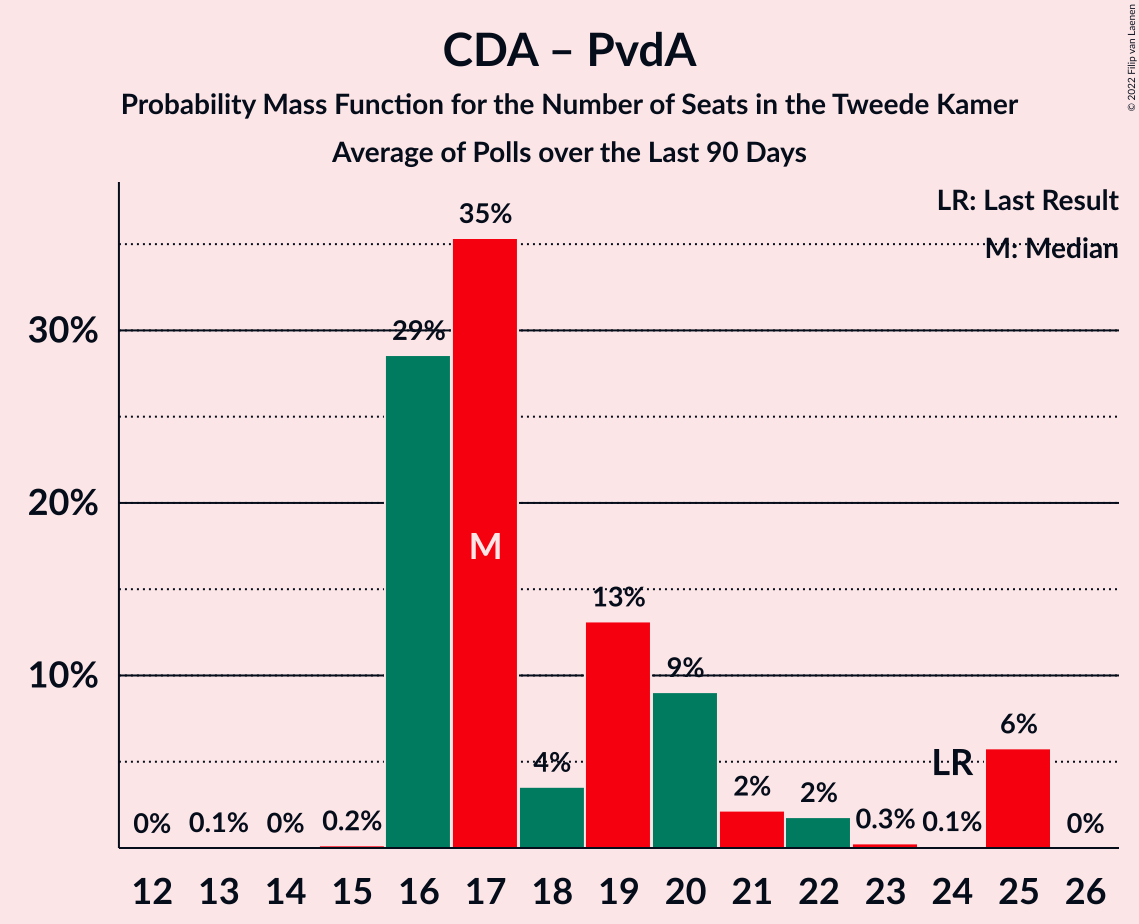 CDA – PvdA
Probability Mass Function for the Number of Seats in the Tweede Kamer
Average of Polls over the Last 90 Days
© 2022 Filip van Laenen
LR: Last Result
M: Median
35%
29%
30%
20%
M
13%
10%
9%
6%
4%
LR
2%
2%
0%
0.1%
0%
0.2%
0.3%
0.1%
0%
12 13 14 15 16 17 18 19 20 21 22 23 24 25 26